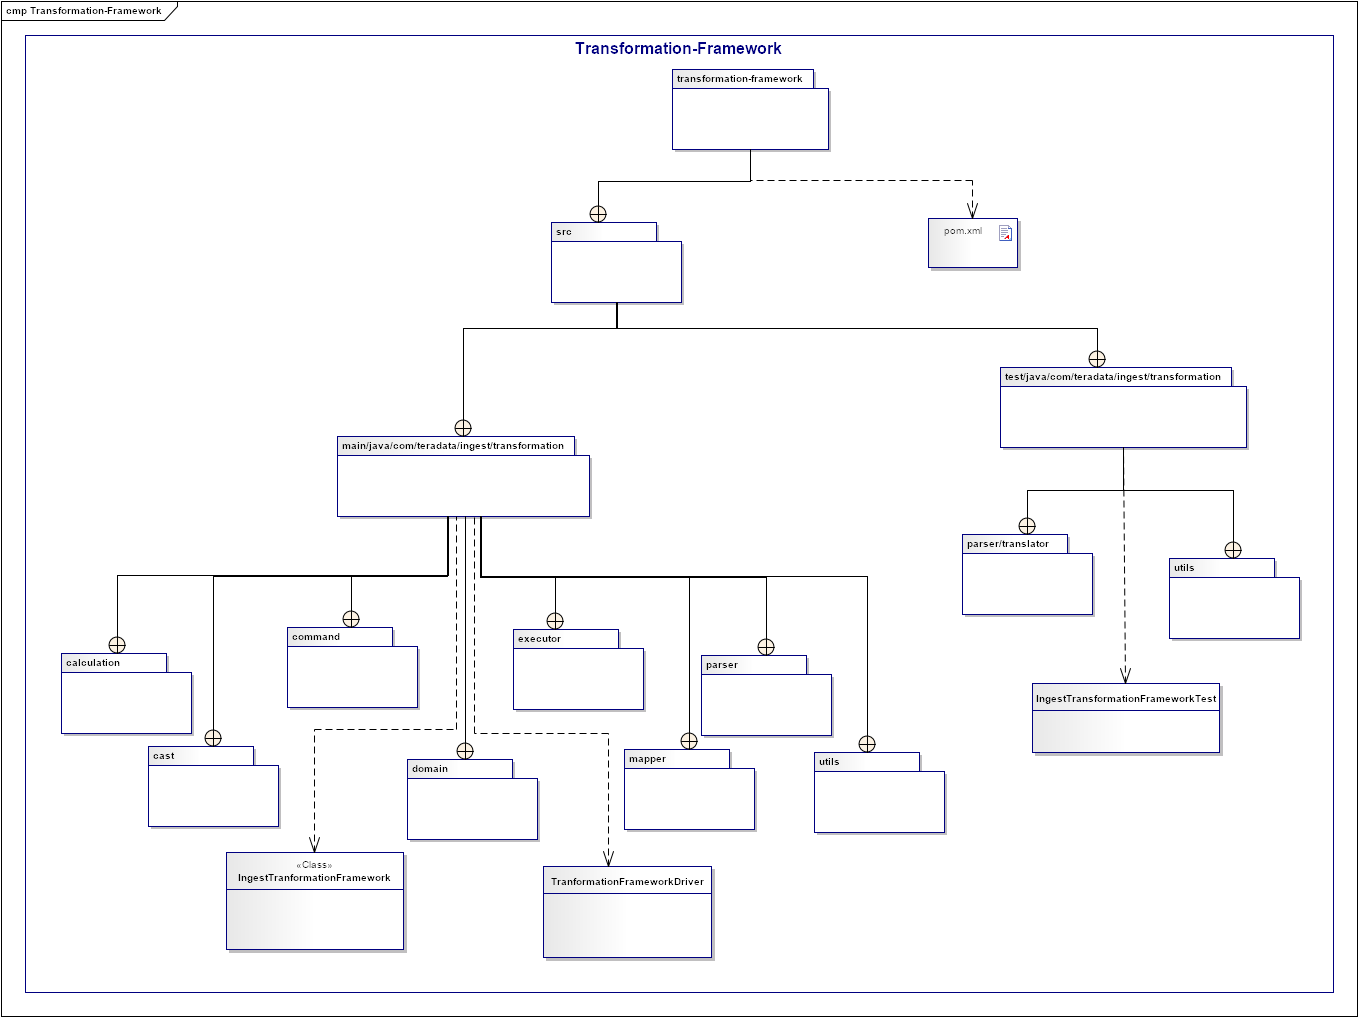 cmp Transformation-Framework
Transformation-Framework
transformation-framework
src
pom.xml
test/java/com/teradata/ingest/transformation
main/java/com/teradata/ingest/transformation
parser/translator
utils
command
executor
calculation
parser
IngestTransformationFrameworkTest
cast
domain
mapper
utils
«Class»
IngestTranformationFramework
TranformationFrameworkDriver